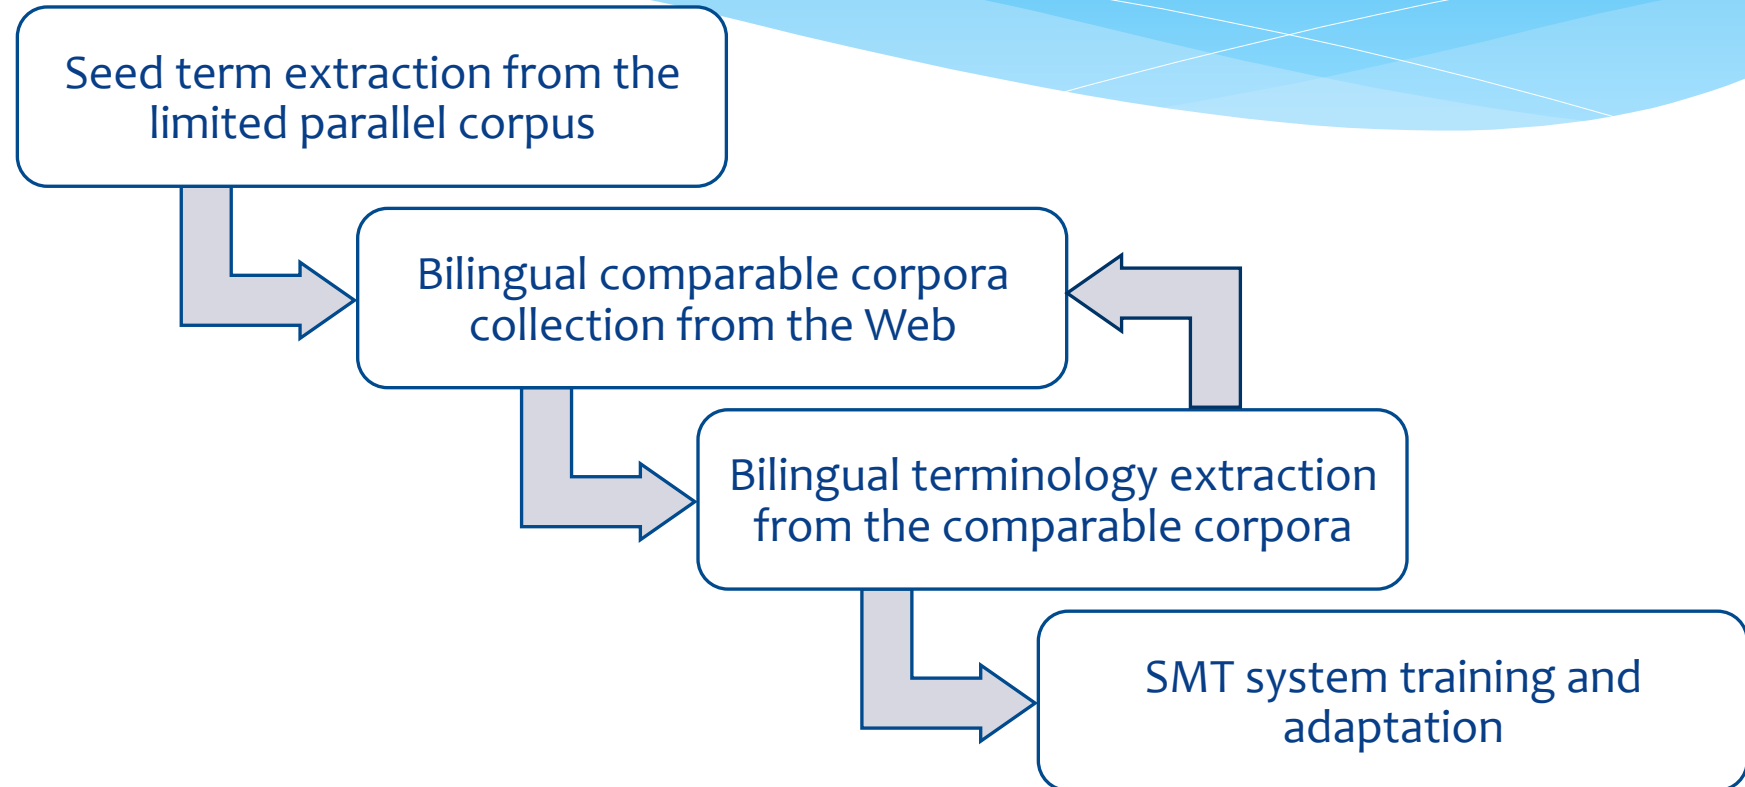 Seed term extraction from the
limited parallel corpus
Bilingual comparable corpora
collection from the Web
Bilingual terminology extraction
from the comparable corpora
SMT system training and
adaptation